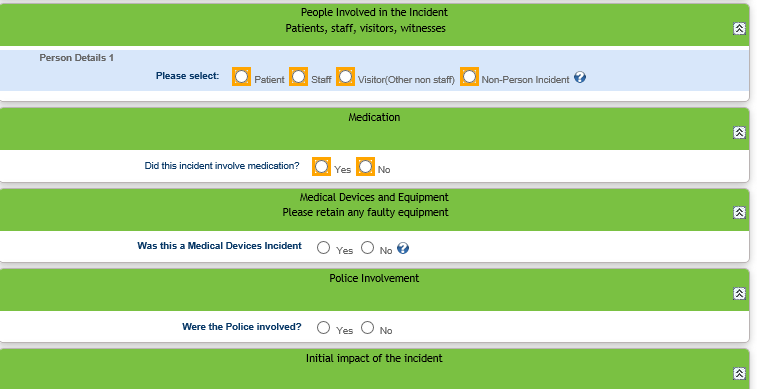 People Involved in the Incident
Patients, staff, visitors, witnesses
Person Details 1
Please select: Patient Staff Visitor(Other non staff) Non-Person Incident ?
Medication
Did this incident involve medication? Yes No
Medical Devices and Equipment
Please retain any faulty equipment
Was this a Medical Devices Incident Yes No ?
Police Involvement
Were the Police involved? Yes No
Initial impact of the incident